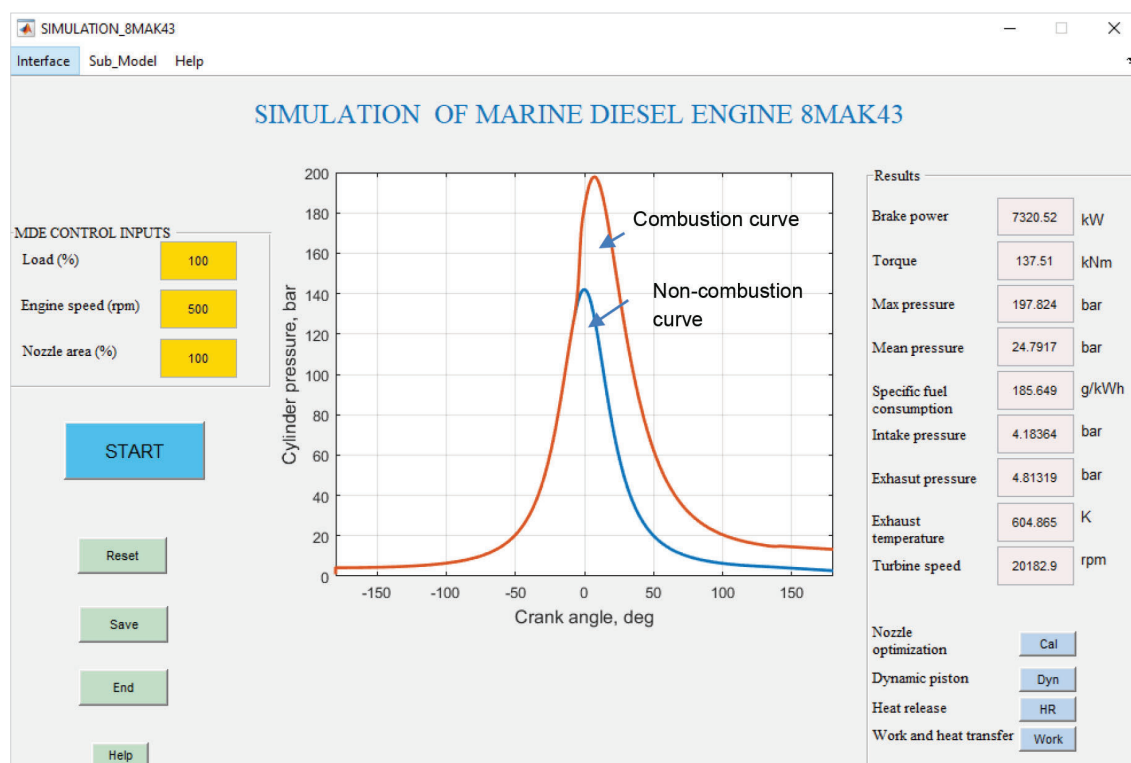 SIMULATION_8MAK43
Interface Sub_Model Help
SIMULATION OF MARINE DIESEL ENGINE 8MAK43
MDE CONTROL INPUTS
Load (%) 100
Engine speed (rpm) 500
Nozzle area (%) 100
START
Reset
Save
End
Help
Cylinder pressure, bar
200
180
160
140
120
100
80
60
40
20
0
-150 -100 -50 0 50 100 150
Crank angle, deg
Combustion curve
Non-combustion
curve
Results
Brake power 7320.52 kW
Torque 137.51 kNm
Max pressure 197.824 bar
Mean pressure 24.7917 bar
Specific fuel
consumption 185.649 g/kWh
Intake pressure 4.18364 bar
Exhasut pressure 4.81319 bar
Exhaust
temperature 604.865 K
Turbine speed 20182.9 rpm
Nozzle
optimization Cal
Dynamic piston Dyn
Heat release HR
Work and heat transfer Work